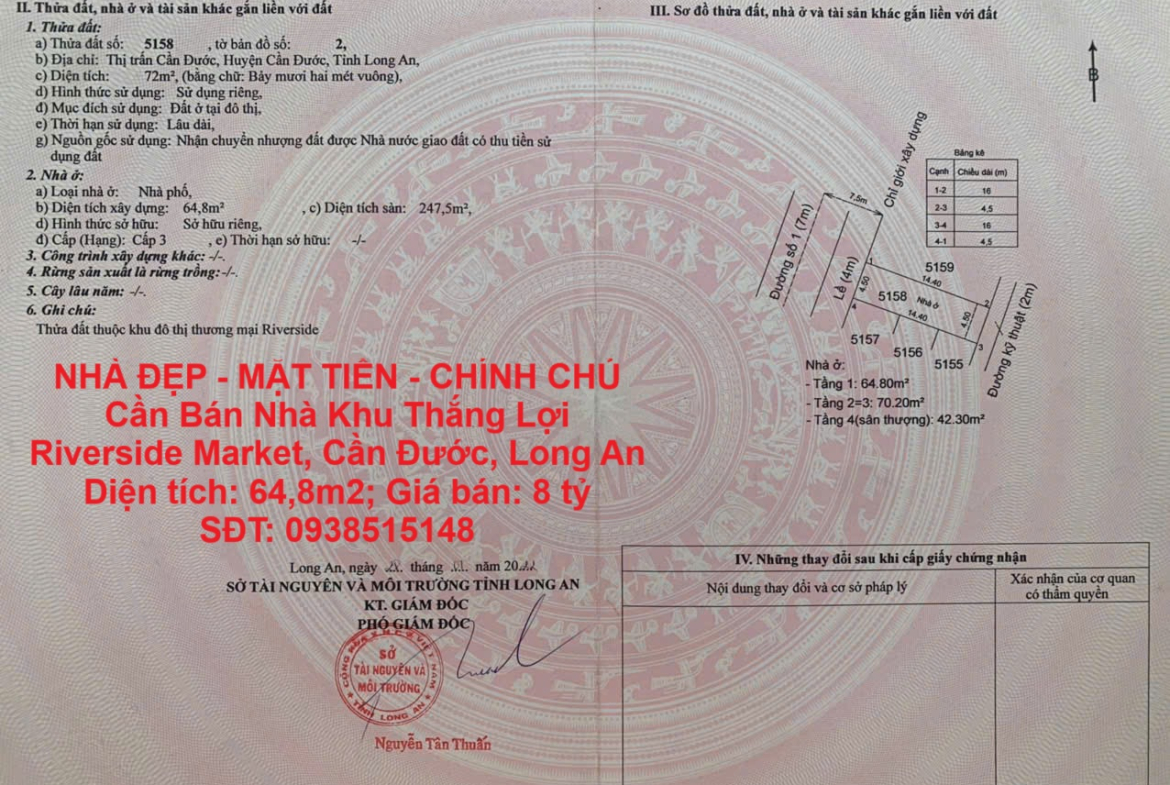 II. Thửa đất, nhà ở và tài sản khác gắn liền với đất
1. Thửa đất:
a) Thửa đất số: 5158 , tờ bản đồ số: 2,
b) Địa chỉ: Thị trấn Cần Đước, Huyện Cần Đước, Tỉnh Long An,
c) Diện tích: 72m², (bằng chữ: Bảy mươi hai mét vuông),
d) Hình thức sử dụng: Sử dụng riêng,
đ) Mục đích sử dụng: Đất ở tại đô thị,
e) Thời hạn sử dụng: Lâu dài,
g) Nguồn gốc sử dụng: Nhận chuyển nhượng đất được Nhà nước giao đất có thu tiền sử
dụng đất
2. Nhà ở:
a) Loại nhà ở: Nhà phố,
b) Diện tích xây dựng: 64,8m² , c) Diện tích sàn: 247,5m²,
d) Hình thức sở hữu: Sở hữu riêng,
đ) Cấp (Hạng): Cấp 3 , e) Thời hạn sở hữu: -/-
3. Công trình xây dựng khác: -/-.
4. Rừng sản xuất là rừng trồng:-/-.
5. Cây lâu năm: -/-.
6. Ghi chú:
Thửa đất thuộc khu đô thị thương mại Riverside
NHÀ ĐẸP - MẶT TIỀN - CHÍNH CHỦ
Cần Bán Nhà Khu Thắng Lợi
Riverside Market, Cần Đước, Long An
Diện tích: 64,8m2; Giá bán: 8 tỷ
SĐT: 0938515148
Long An, ngày tháng năm 20
SỞ TÀI NGUYÊN VÀ MÔI TRƯỜNG TỈNH LONG AN
KT. GIÁM ĐỐC
PHÓ GIÁM ĐỐC
SỞ
TÀI NGUYÊN VÀ
MÔI TRƯỜNG
TỈNH LONG AN
Nguyễn Tân Thuấn
III. Sơ đồ thửa đất, nhà ở và tài sản khác gắn liền với đất
B
Chỉ giới xây dựng
7.5m
Đường số 1 (7m)
Lề (4m)
Bảng kê
Cạnh Chiều dài (m)
1-2 16
2-3 4,5
3-4 16
4-1 4,5
1
5159
14.40
4.50
5158
Nhà ở
2
4
14.40
4.50
5157
5156
5155
3
Đường kỹ thuật (2m)
Nhà ở:
- Tầng 1: 64.80m²
- Tầng 2=3: 70.20m²
- Tầng 4(sân thượng): 42.30m²
IV. Những thay đổi sau khi cấp giấy chứng nhận
Nội dung thay đổi và cơ sở pháp lý
Xác nhận của cơ quan
có thẩm quyền